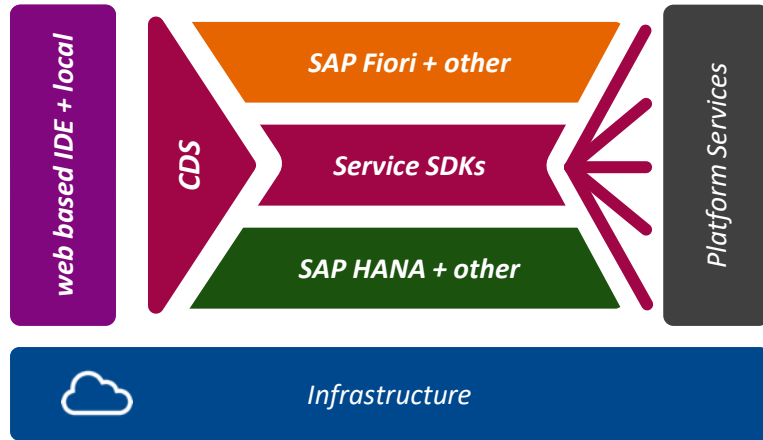 web based IDE + local
CDS
SAP Fiori + other
Service SDKs
SAP HANA + other
Platform Services
Infrastructure